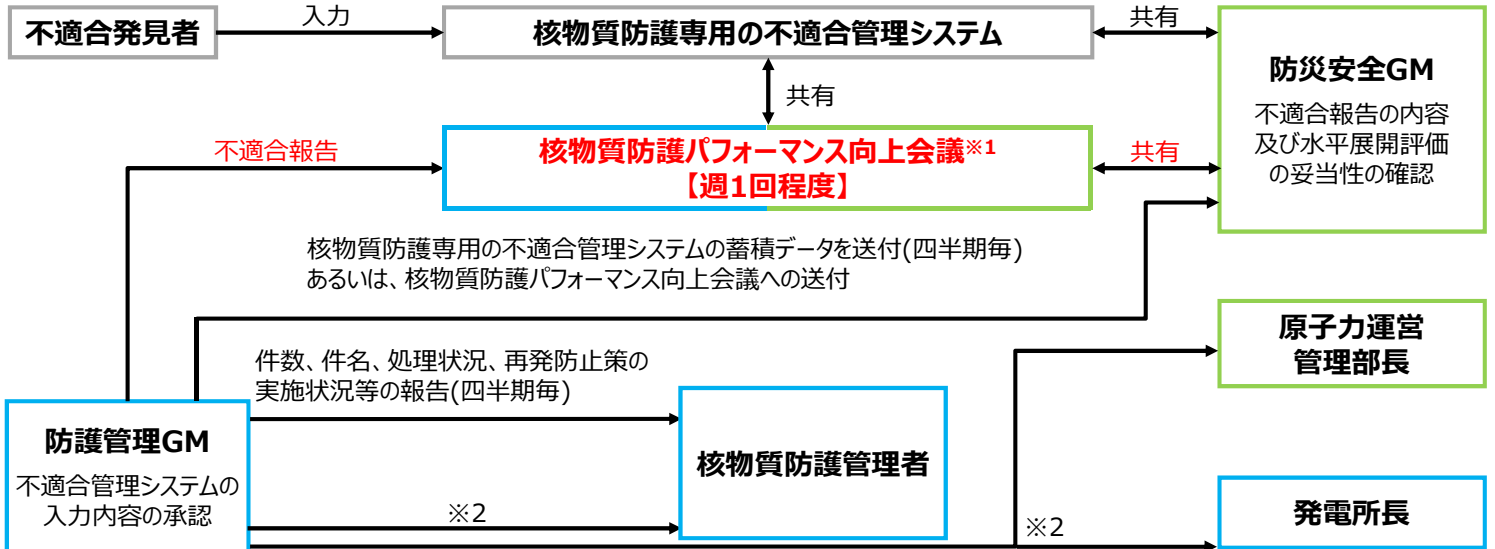 入力
共有
不適合発見者
核物質防護専用の不適合管理システム
防災安全GM
不適合報告の内容
及び水平展開評価
の妥当性の確認
共有
不適合報告
核物質防護パフォーマンス向上会議※1
【週1回程度】
共有
核物質防護専用の不適合管理システムの蓄積データを送付(四半期毎)
あるいは、核物質防護パフォーマンス向上会議への送付
原子力運営
管理部長
件数、件名、処理状況、再発防止策の
実施状況等の報告(四半期毎)
防護管理GM
不適合管理システムの
入力内容の承認
核物質防護管理者
※2
※2
発電所長